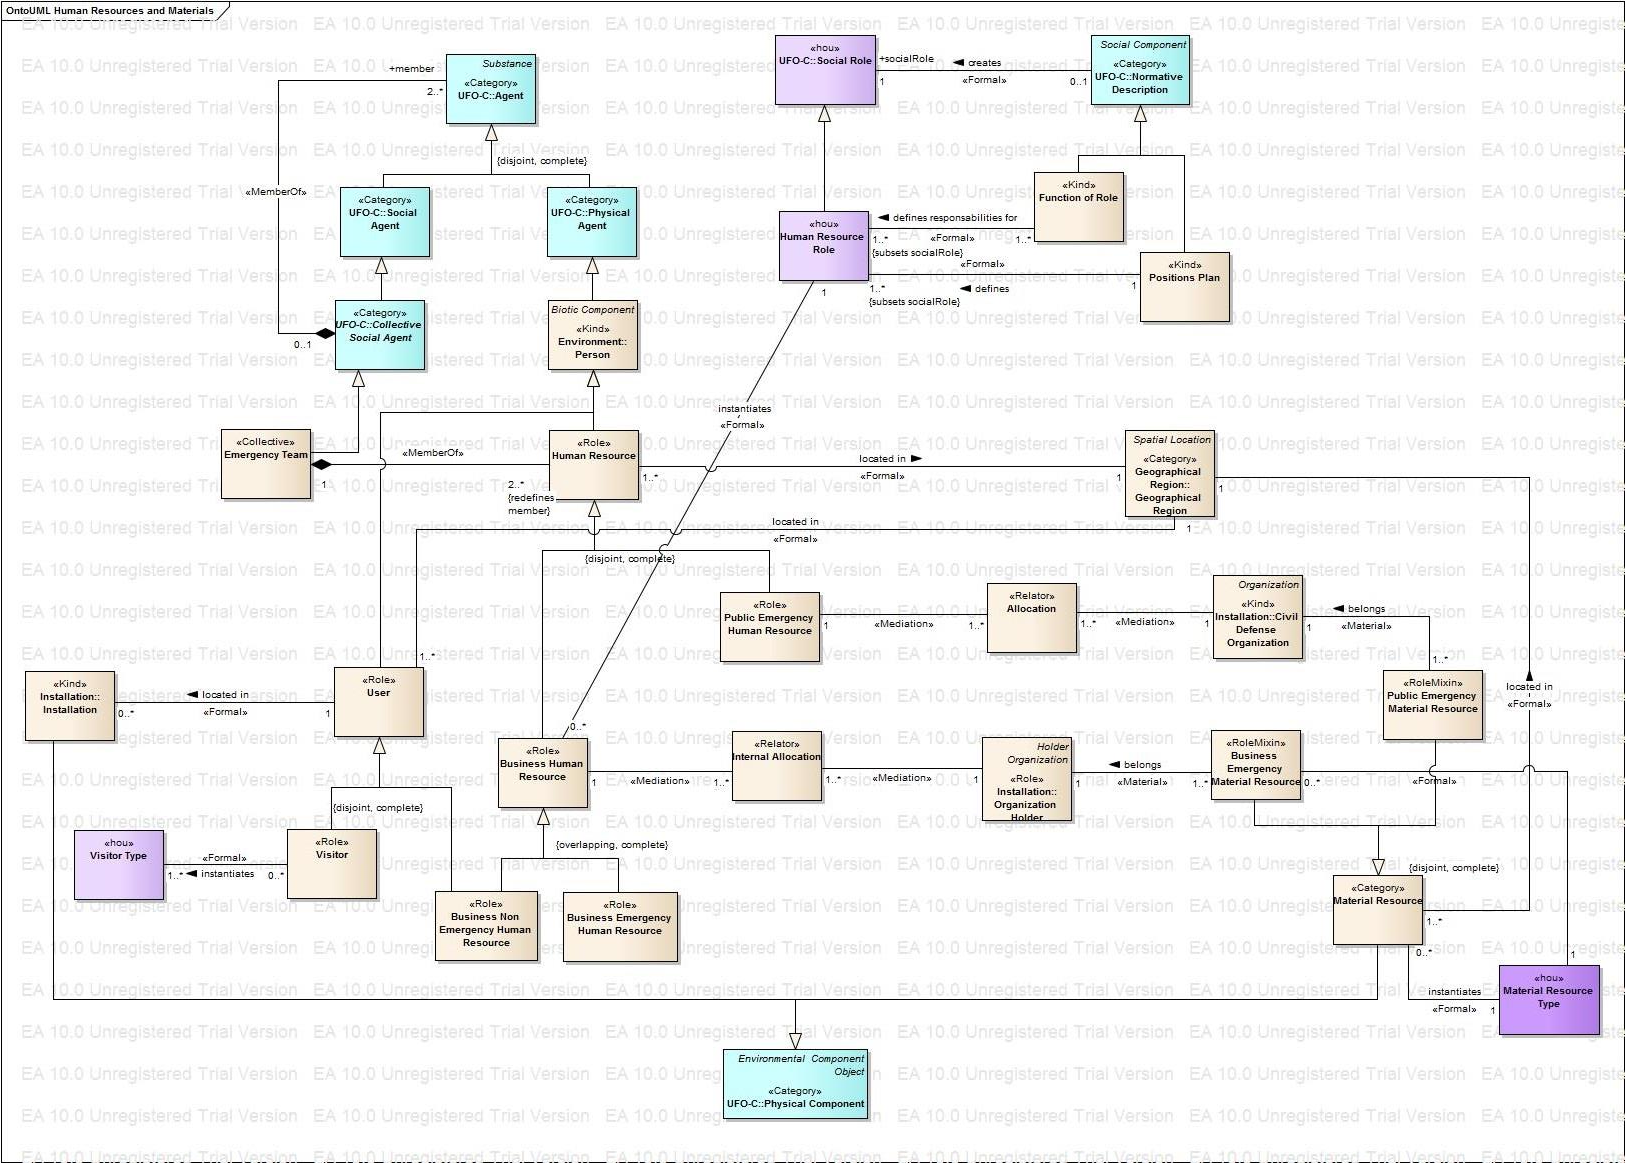 OntoUML Human Resources and Materials
Substance
«Category»
UFO-C::Agent
+member
2..*
{disjoint, complete}
«MemberOf»
«Category»
UFO-C::Social
Agent
«Category»
UFO-C::Physical
Agent
«Category»
UFO-C::Collective
Social Agent
0..1
Biotic Component
«Kind»
Environment::
Person
«hou»
UFO-C::Social Role
+socialRole
1
creates
«Formal»
0..1
Social Component
«Category»
UFO-C::Normative
Description
«Kind»
Function of Role
«hou»
Human Resource
Role
defines responsabilities for
1..*
«Formal»
1..*
{subsets socialRole}
«Formal»
1..*
defines
1
{subsets socialRole}
1
«Kind»
Positions Plan
instantiates
«Formal»
«Collective»
Emergency Team
«MemberOf»
1
«Role»
Human Resource
2..*
{redefines
member}
1..*
located in
«Formal»
1
Spatial Location
«Category»
Geographical
Region::
Geographical
Region
1
1
located in
«Formal»
{disjoint, complete}
«Role»
Public Emergency
Human Resource
1
«Mediation»
1..*
«Relator»
Allocation
1..*
«Mediation»
1
Organization
«Kind»
Installation::Civil
Defense
Organization
1
belongs
«Material»
1..*
«RoleMixin»
Public Emergency
Material Resource
located in
«Formal»
«Kind»
Installation::
Installation
0..*
located in
«Formal»
1
1..*
«Role»
User
0..*
«Role»
Business Human
Resource
1
«Mediation»
1..*
«Relator»
Internal Allocation
1..*
«Mediation»
1
Holder
Organization
«Role»
Installation::
Organization
Holder
1
belongs
«Material»
1..*
«RoleMixin»
Business
Emergency
Material Resource
0..*
«Formal»
{disjoint, complete}
«hou»
Visitor Type
«Formal»
1..*
instantiates
0..*
«Role»
Visitor
{overlapping, complete}
«Role»
Business Non
Emergency Human
Resource
«Role»
Business Emergency
Human Resource
{disjoint, complete}
«Category»
Material Resource
1..*
0..*
1
instantiates
«Formal»
1
«hou»
Material Resource
Type
Environmental Component
Object
«Category»
UFO-C::Physical Component
EA 10.0 Unregistered Trial Version